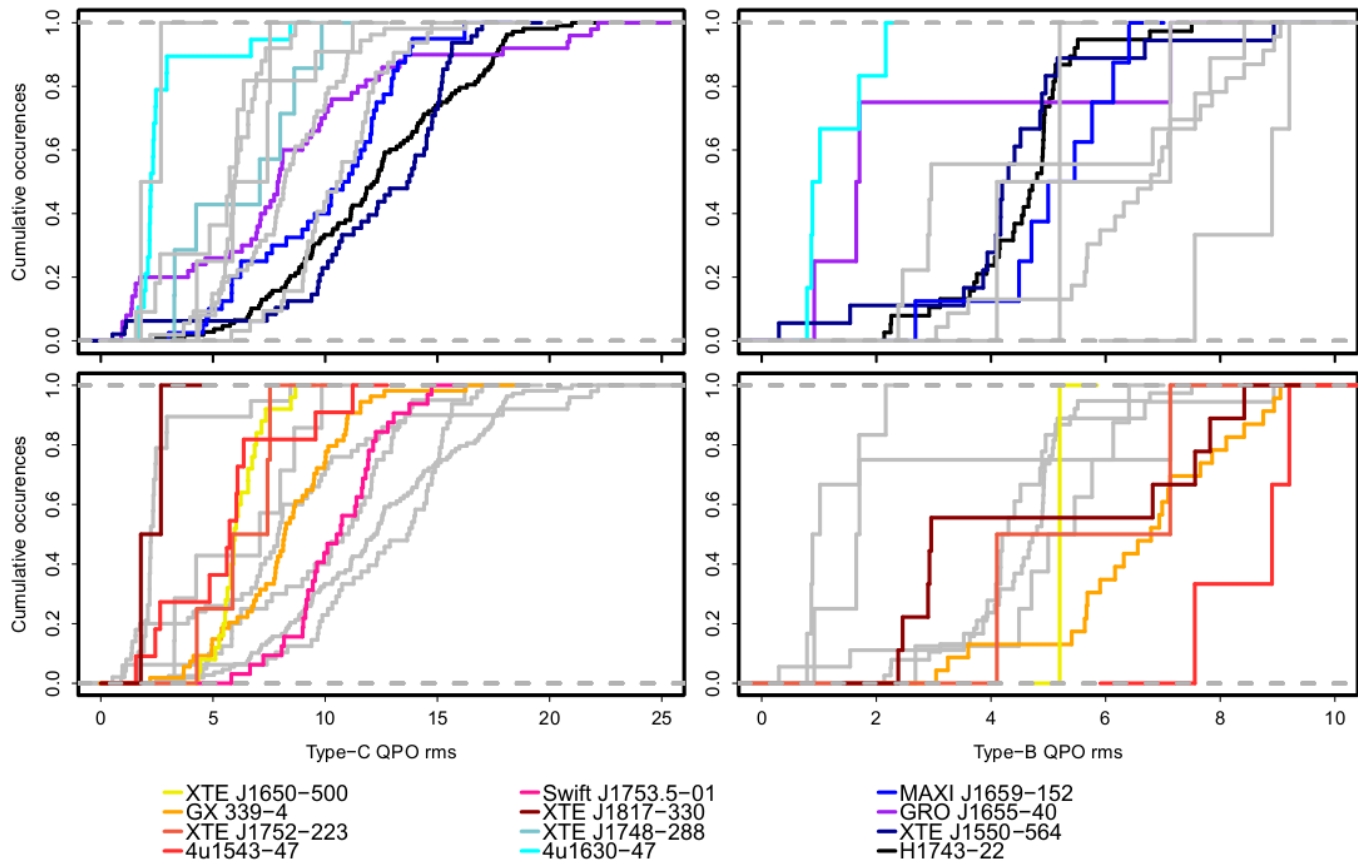 Cumulative occurences
0.0 0.2 0.4 0.6 0.8 1.0
0.0 0.2 0.4 0.6 0.8 1.0
Cumulative occurences
0.0 0.2 0.4 0.6 0.8 1.0
0.0 0.2 0.4 0.6 0.8 1.0
0 5 10 15 20 25
0 2 4 6 8 10
Type-C QPO rms
Type-B QPO rms
XTE J1650-500
GX 339-4
XTE J1752-223
4u1543-47
Swift J1753.5-01
XTE J1817-330
XTE J1748-288
4u1630-47
MAXI J1659-152
GRO J1655-40
XTE J1550-564
H1743-22